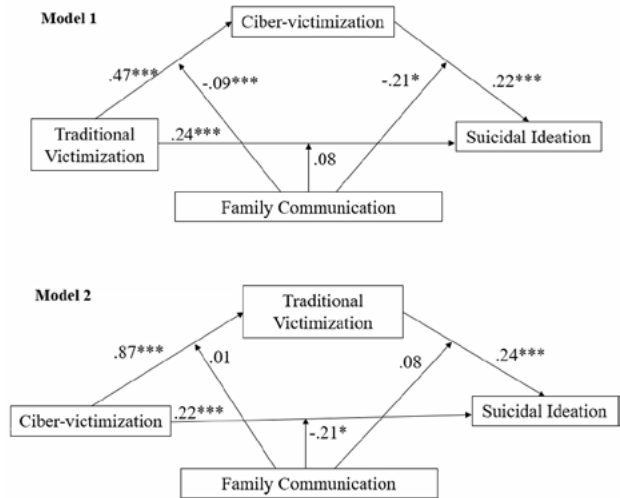 Model 1
Ciber-victimization
.47***
-.09***
-.21*
.22***
Traditional
Victimization
.24***
.08
Suicidal Ideation
Family Communication
Model 2
Traditional
Victimization
.87***
.01
.08
.24***
Ciber-victimization
.22***
-.21*
Suicidal Ideation
Family Communication